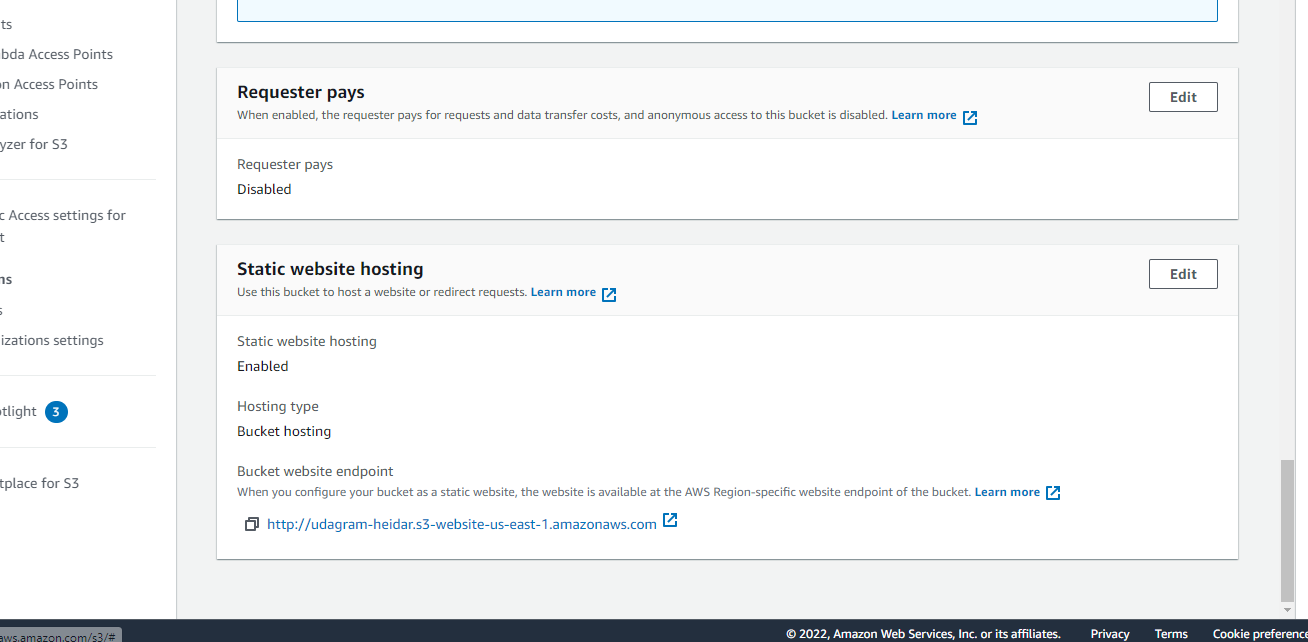 ts
bda Access Points
on Access Points
ations
yzer for S3
c Access settings for
t
ns
s
izations settings
otlight 3
tplace for S3
Requester pays
Edit
When enabled, the requester pays for requests and data transfer costs, and anonymous access to this bucket is disabled. Learn more
Requester pays
Disabled
Static website hosting
Edit
Use this bucket to host a website or redirect requests. Learn more
Static website hosting
Enabled
Hosting type
Bucket hosting
Bucket website endpoint
When you configure your bucket as a static website, the website is available at the AWS Region-specific website endpoint of the bucket. Learn more
http://udagram-heidar.s3-website-us-east-1.amazonaws.com
aws.amazon.com/s3/#
© 2022, Amazon Web Services, Inc. or its affiliates. Privacy Terms Cookie preference